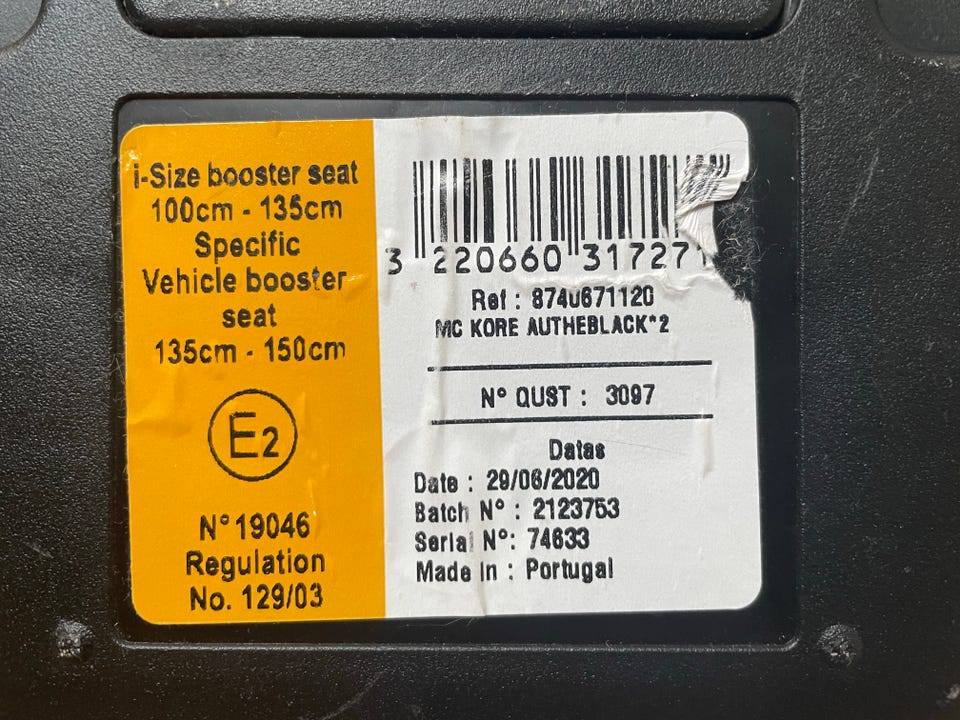 i-Size booster seat
100cm - 135cm
Specific
Vehicle booster
seat
135cm - 150cm
E2
N° 19046
Regulation
No. 129/03
3 220660 317271
Ref : 8740671120
MC KORE AUTHEBLACK*2
N° QUST : 3097
Datas
Date : 29/06/2020
Batch N° : 2123753
Serial N°: 74633
Made in : Portugal